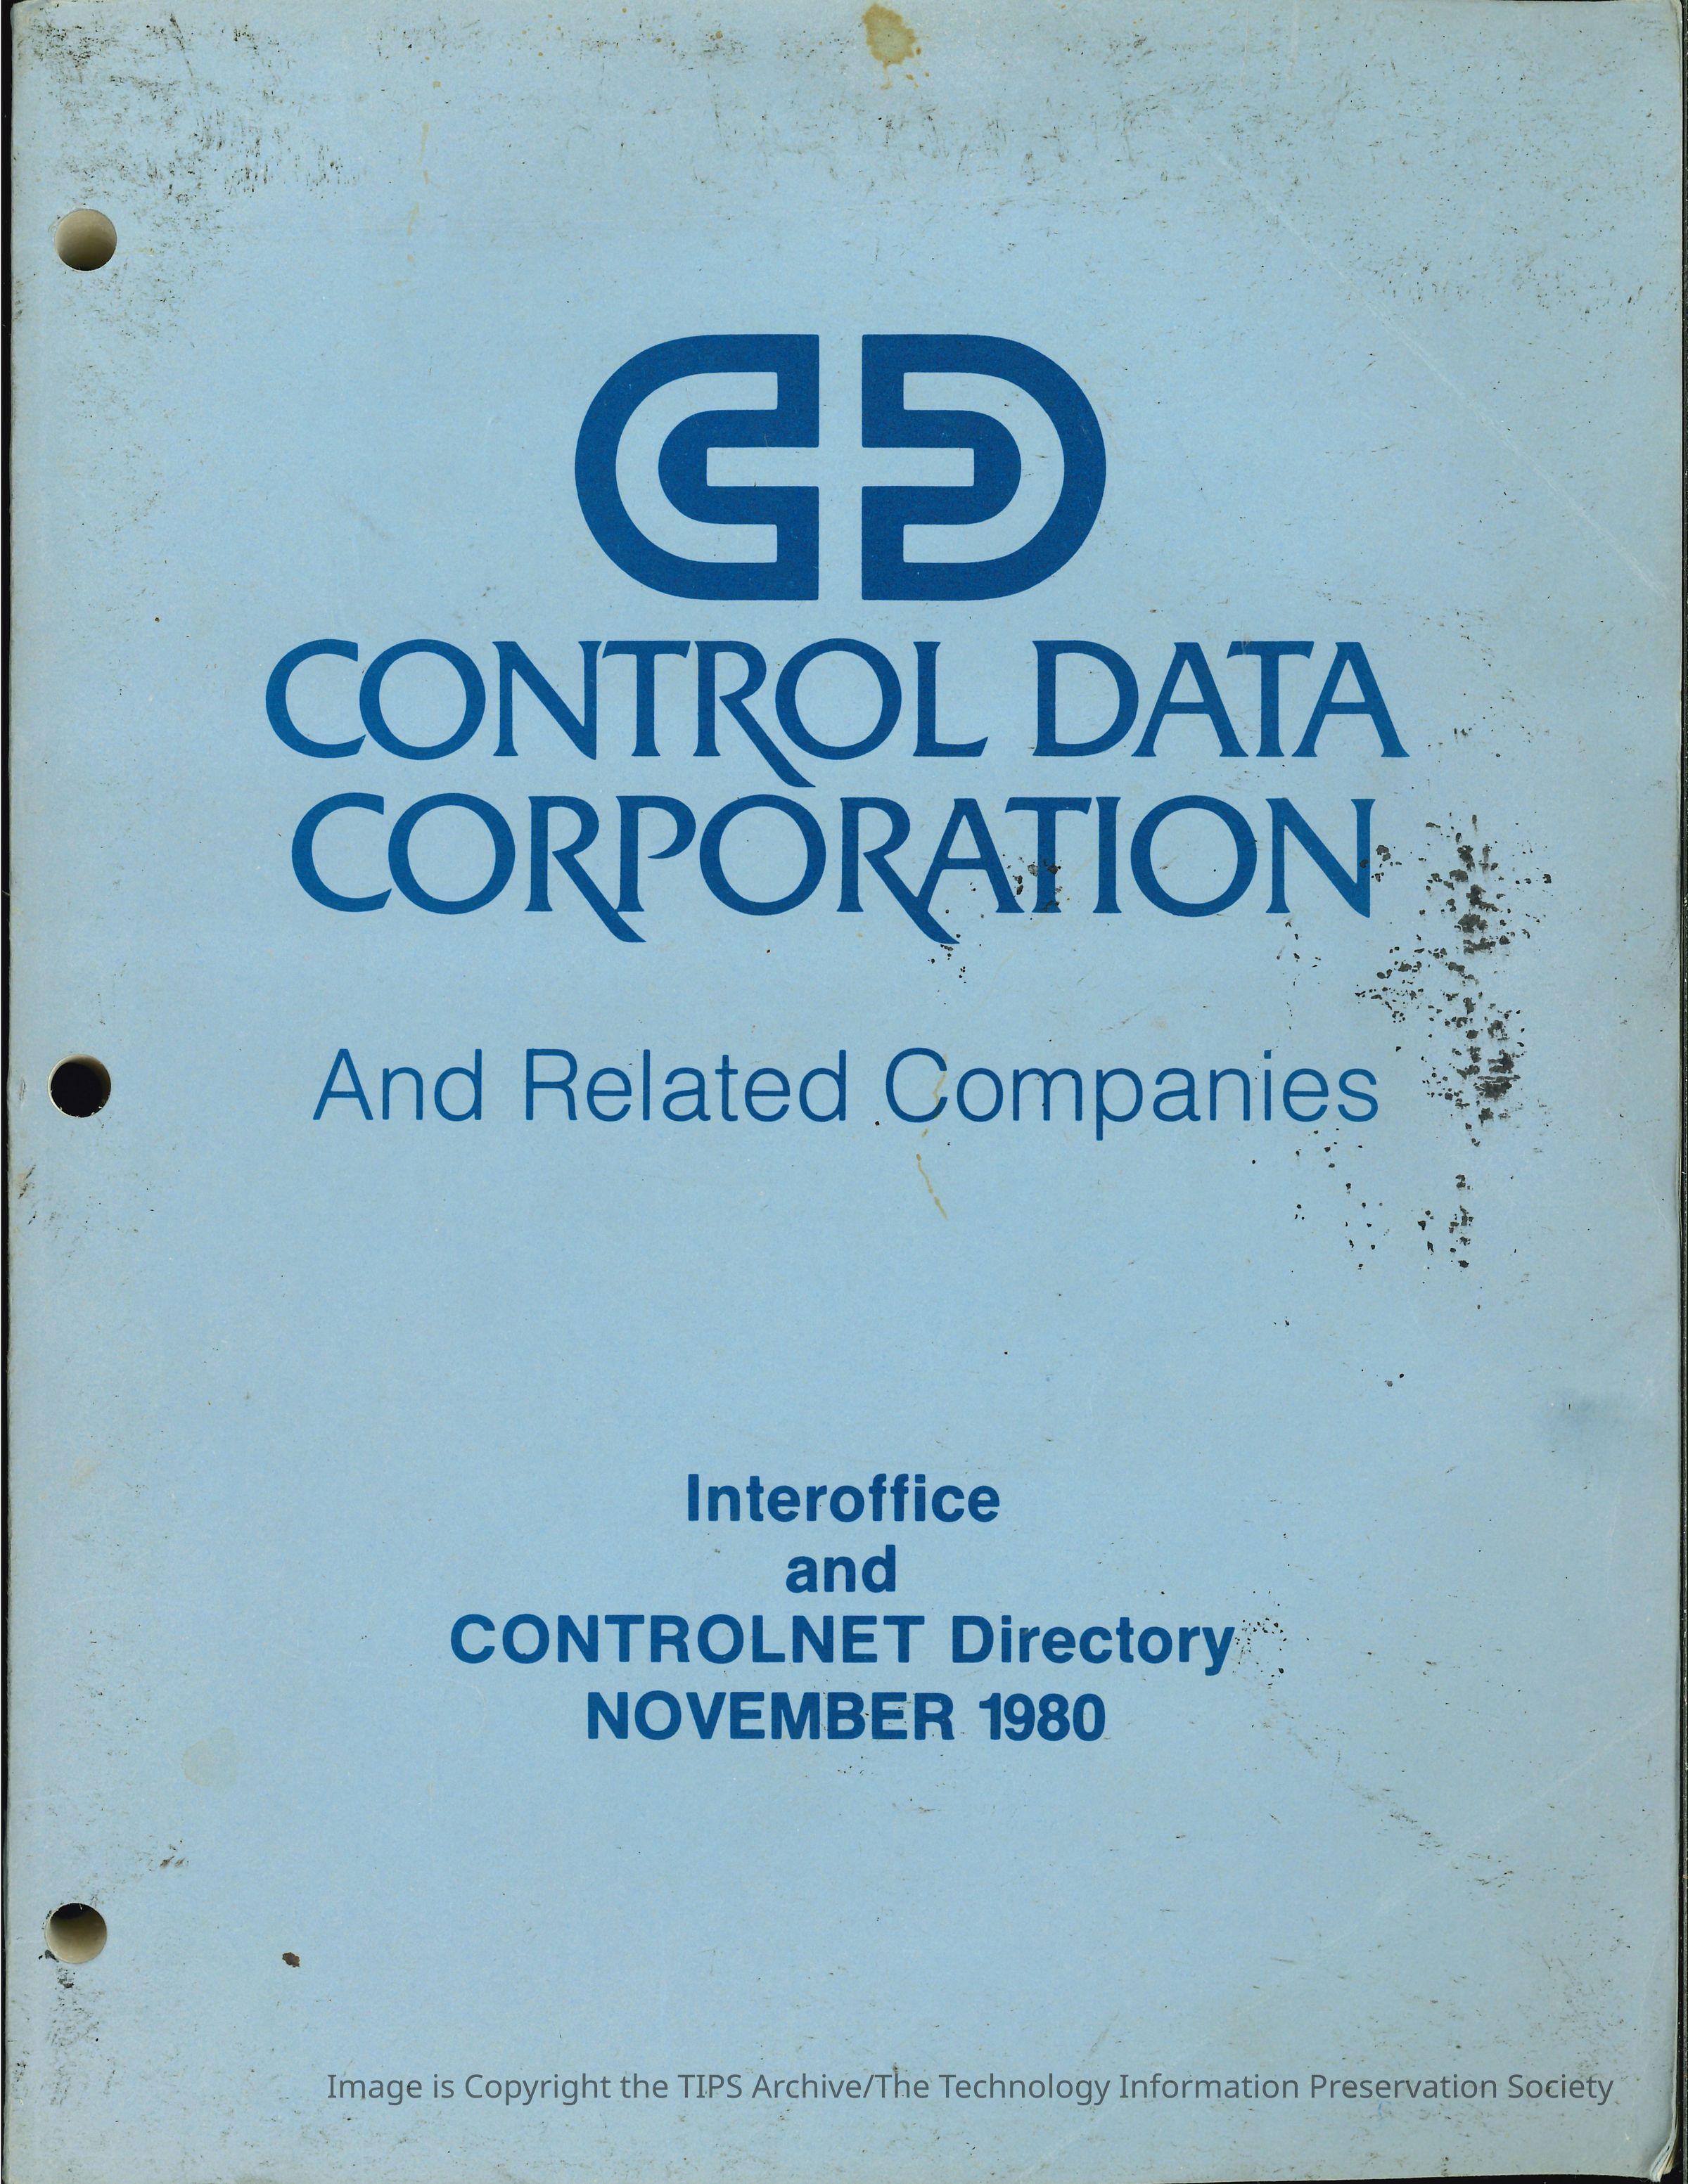 CONTROL DATA
CORPORATION
And Related Companies
Interoffice
and
CONTROLNET Directory
NOVEMBER 1980
Image is Copyright the TIPS Archive/The Technology Information Preservation Society